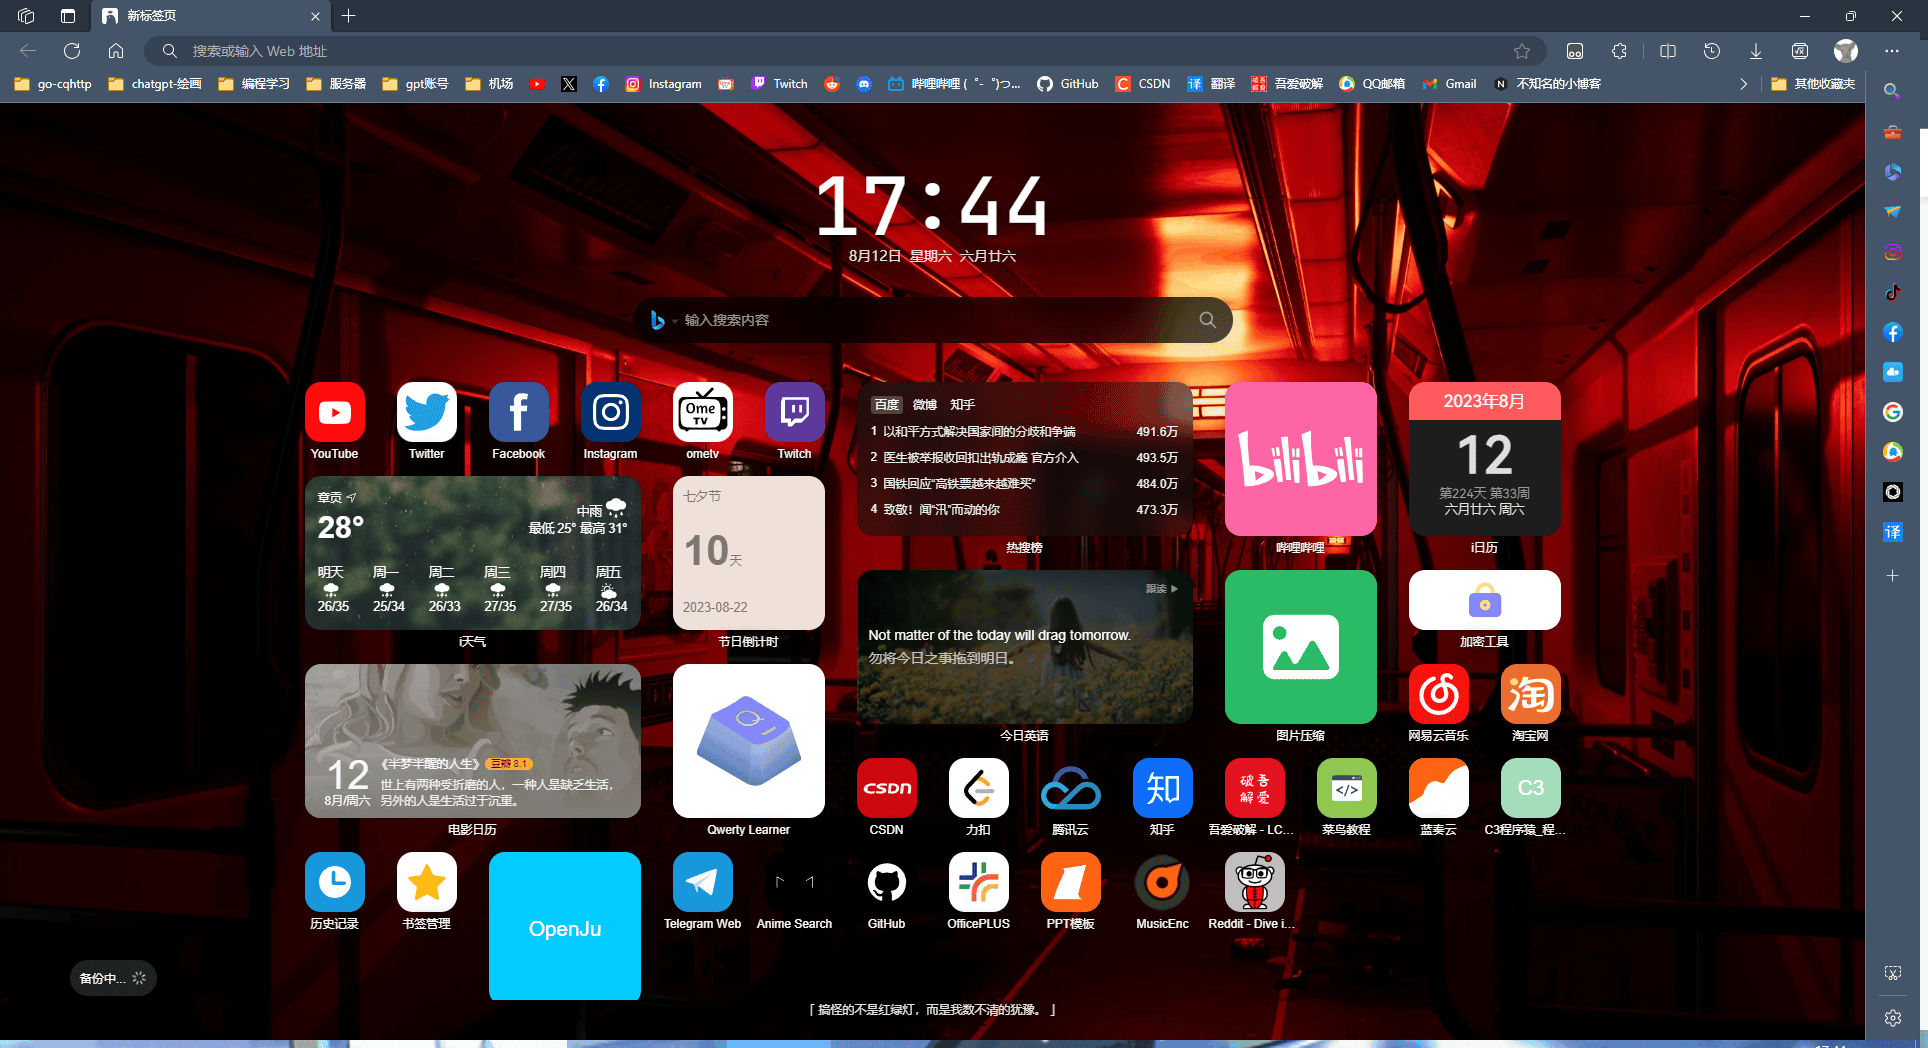 新标签页
搜索或输入 Web 地址
go-cqhttp
chatgpt-绘画
编程学习
服务器
gpt账号
机场
Instagram
Twitch
哔哩哔哩 ( ゜- ゜)つ...
GitHub
CSDN
翻译
吾爱破解
QQ邮箱
Gmail
不知名的小博客
其他收藏夹
17:44
8月12日 星期六 六月廿六
输入搜索内容
YouTube
Twitter
Facebook
Instagram
Ome TV
ometv
Twitch
百度 微博 知乎
1 以和平方式解决国家间的分歧和争端 491.6万
2 医生被举报收回扣出轨成瘾 官方介入 493.5万
3 国铁回应“高铁票越来越难买” 484.0万
4 致敬！闻“汛”而动的你 473.3万
热搜榜
bilibili
哔哩哔哩
2023年8月
12
第224天 第33周
六月廿六 周六
i日历
章贡
28°
中雨
最低 25° 最高 31°
明天 周一 周二 周三 周四 周五
26/35 25/34 26/33 27/35 27/35 26/34
i天气
七夕节
10天
2023-08-22
节日倒计时
跟读
Not matter of the today will drag tomorrow.
勿将今日之事拖到明日。
今日英语
图片压缩
加密工具
网易云音乐
淘
淘宝网
12
8月/周六
《半梦半醒的人生》 豆瓣 8.1
世上有两种受折磨的人，一种人是缺乏生活，
另外的人是生活过于沉重。
电影日历
Q
Qwerty Learner
CSDN
CSDN
力扣
腾讯云
知
知乎
破吾
解爱
吾爱破解 - LC...
</>
菜鸟教程
蓝奏云
C3
C3程序猿_程...
历史记录
书签管理
OpenJu
Telegram Web
Anime Search
GitHub
OfficePLUS
PPT模板
MusicEnc
Reddit - Dive i...
备份中...
「 搞怪的不是红绿灯，而是我数不清的犹豫。 」
译